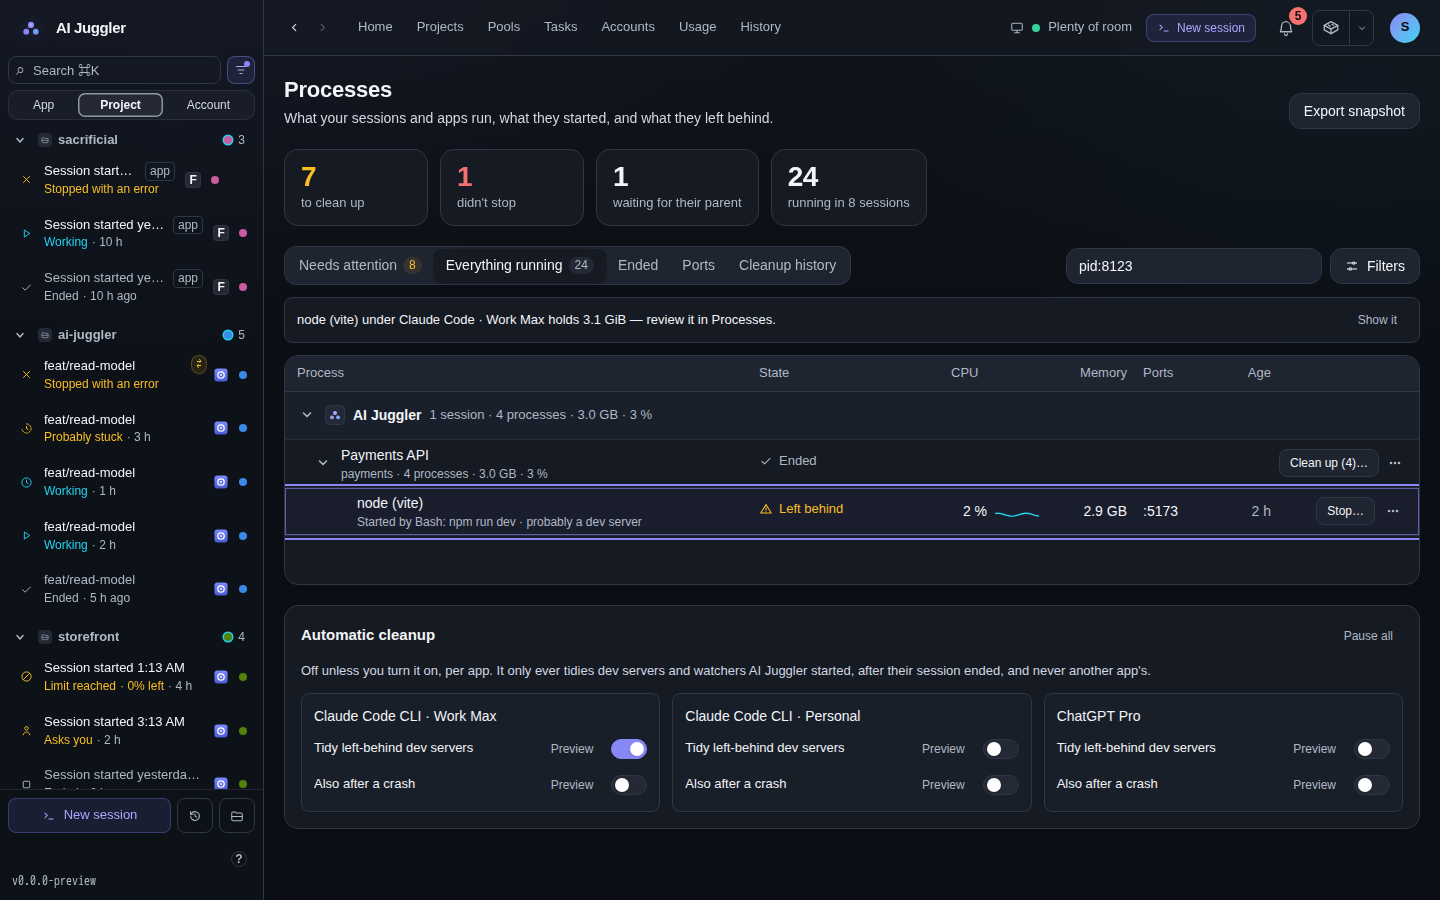 AI Juggler
Home
Projects
Pools
Tasks
Accounts
Usage
History
Plenty of room
New session
5
S
Search ⌘K
App
Project
Account
sacrificial
3
Session start…
app
Stopped with an error
F
Session started ye…
app
Working · 10 h
F
Session started ye…
app
Ended · 10 h ago
F
ai-juggler
5
feat/read-model
Stopped with an error
feat/read-model
Probably stuck · 3 h
feat/read-model
Working · 1 h
feat/read-model
Working · 2 h
feat/read-model
Ended · 5 h ago
storefront
4
Session started 1:13 AM
Limit reached · 0% left · 4 h
Session started 3:13 AM
Asks you · 2 h
Session started yesterda…
New session
?
v0.0.0-preview
Processes
What your sessions and apps run, what they started, and what they left behind.
Export snapshot
7
to clean up
1
didn't stop
1
waiting for their parent
24
running in 8 sessions
Needs attention 8
Everything running 24
Ended
Ports
Cleanup history
pid:8123
Filters
node (vite) under Claude Code · Work Max holds 3.1 GiB — review it in Processes.
Show it
Process
State
CPU
Memory
Ports
Age
AI Juggler 1 session · 4 processes · 3.0 GB · 3 %
Payments API
payments · 4 processes · 3.0 GB · 3 %
Ended
Clean up (4)…
node (vite)
Started by Bash: npm run dev · probably a dev server
Left behind
2 %
2.9 GB
:5173
2 h
Stop…
Automatic cleanup
Pause all
Off unless you turn it on, per app. It only ever tidies dev servers and watchers AI Juggler started, after their session ended, and never another app's.
Claude Code CLI · Work Max
Tidy left-behind dev servers
Preview
Also after a crash
Preview
Claude Code CLI · Personal
Tidy left-behind dev servers
Preview
Also after a crash
Preview
ChatGPT Pro
Tidy left-behind dev servers
Preview
Also after a crash
Preview